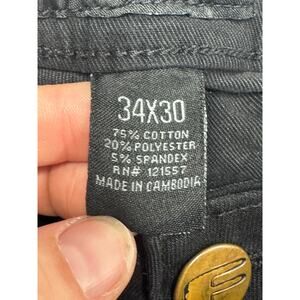 34X30
75% COTTON
20% POLYESTER
5% SPANDEX
RN# 121557
MADE IN CAMBODIA